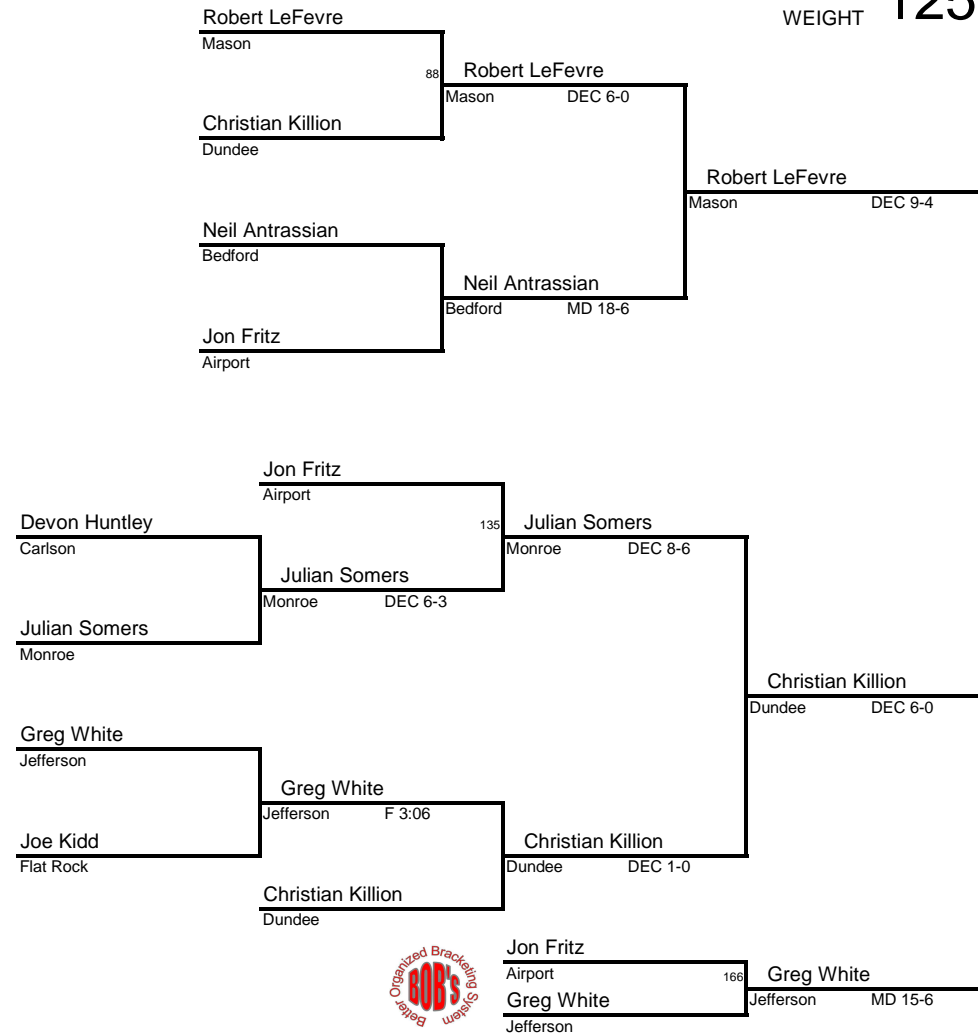 WEIGHT 125
Robert LeFevre
Mason
88
Robert LeFevre
Mason DEC 6-0
Christian Killion
Dundee
Robert LeFevre
Mason DEC 9-4
Neil Antrassian
Bedford
Neil Antrassian
Bedford MD 18-6
Jon Fritz
Airport
Jon Fritz
Airport
Devon Huntley
Carlson
135
Julian Somers
Monroe DEC 8-6
Julian Somers
Monroe DEC 6-3
Julian Somers
Monroe
Christian Killion
Dundee DEC 6-0
Greg White
Jefferson
Greg White
Jefferson F 3:06
Joe Kidd
Flat Rock
Christian Killion
Dundee DEC 1-0
Christian Killion
Dundee
Better Organized Bracketing System
BOB's
Jon Fritz
Airport
166
Greg White
Jefferson MD 15-6
Greg White
Jefferson